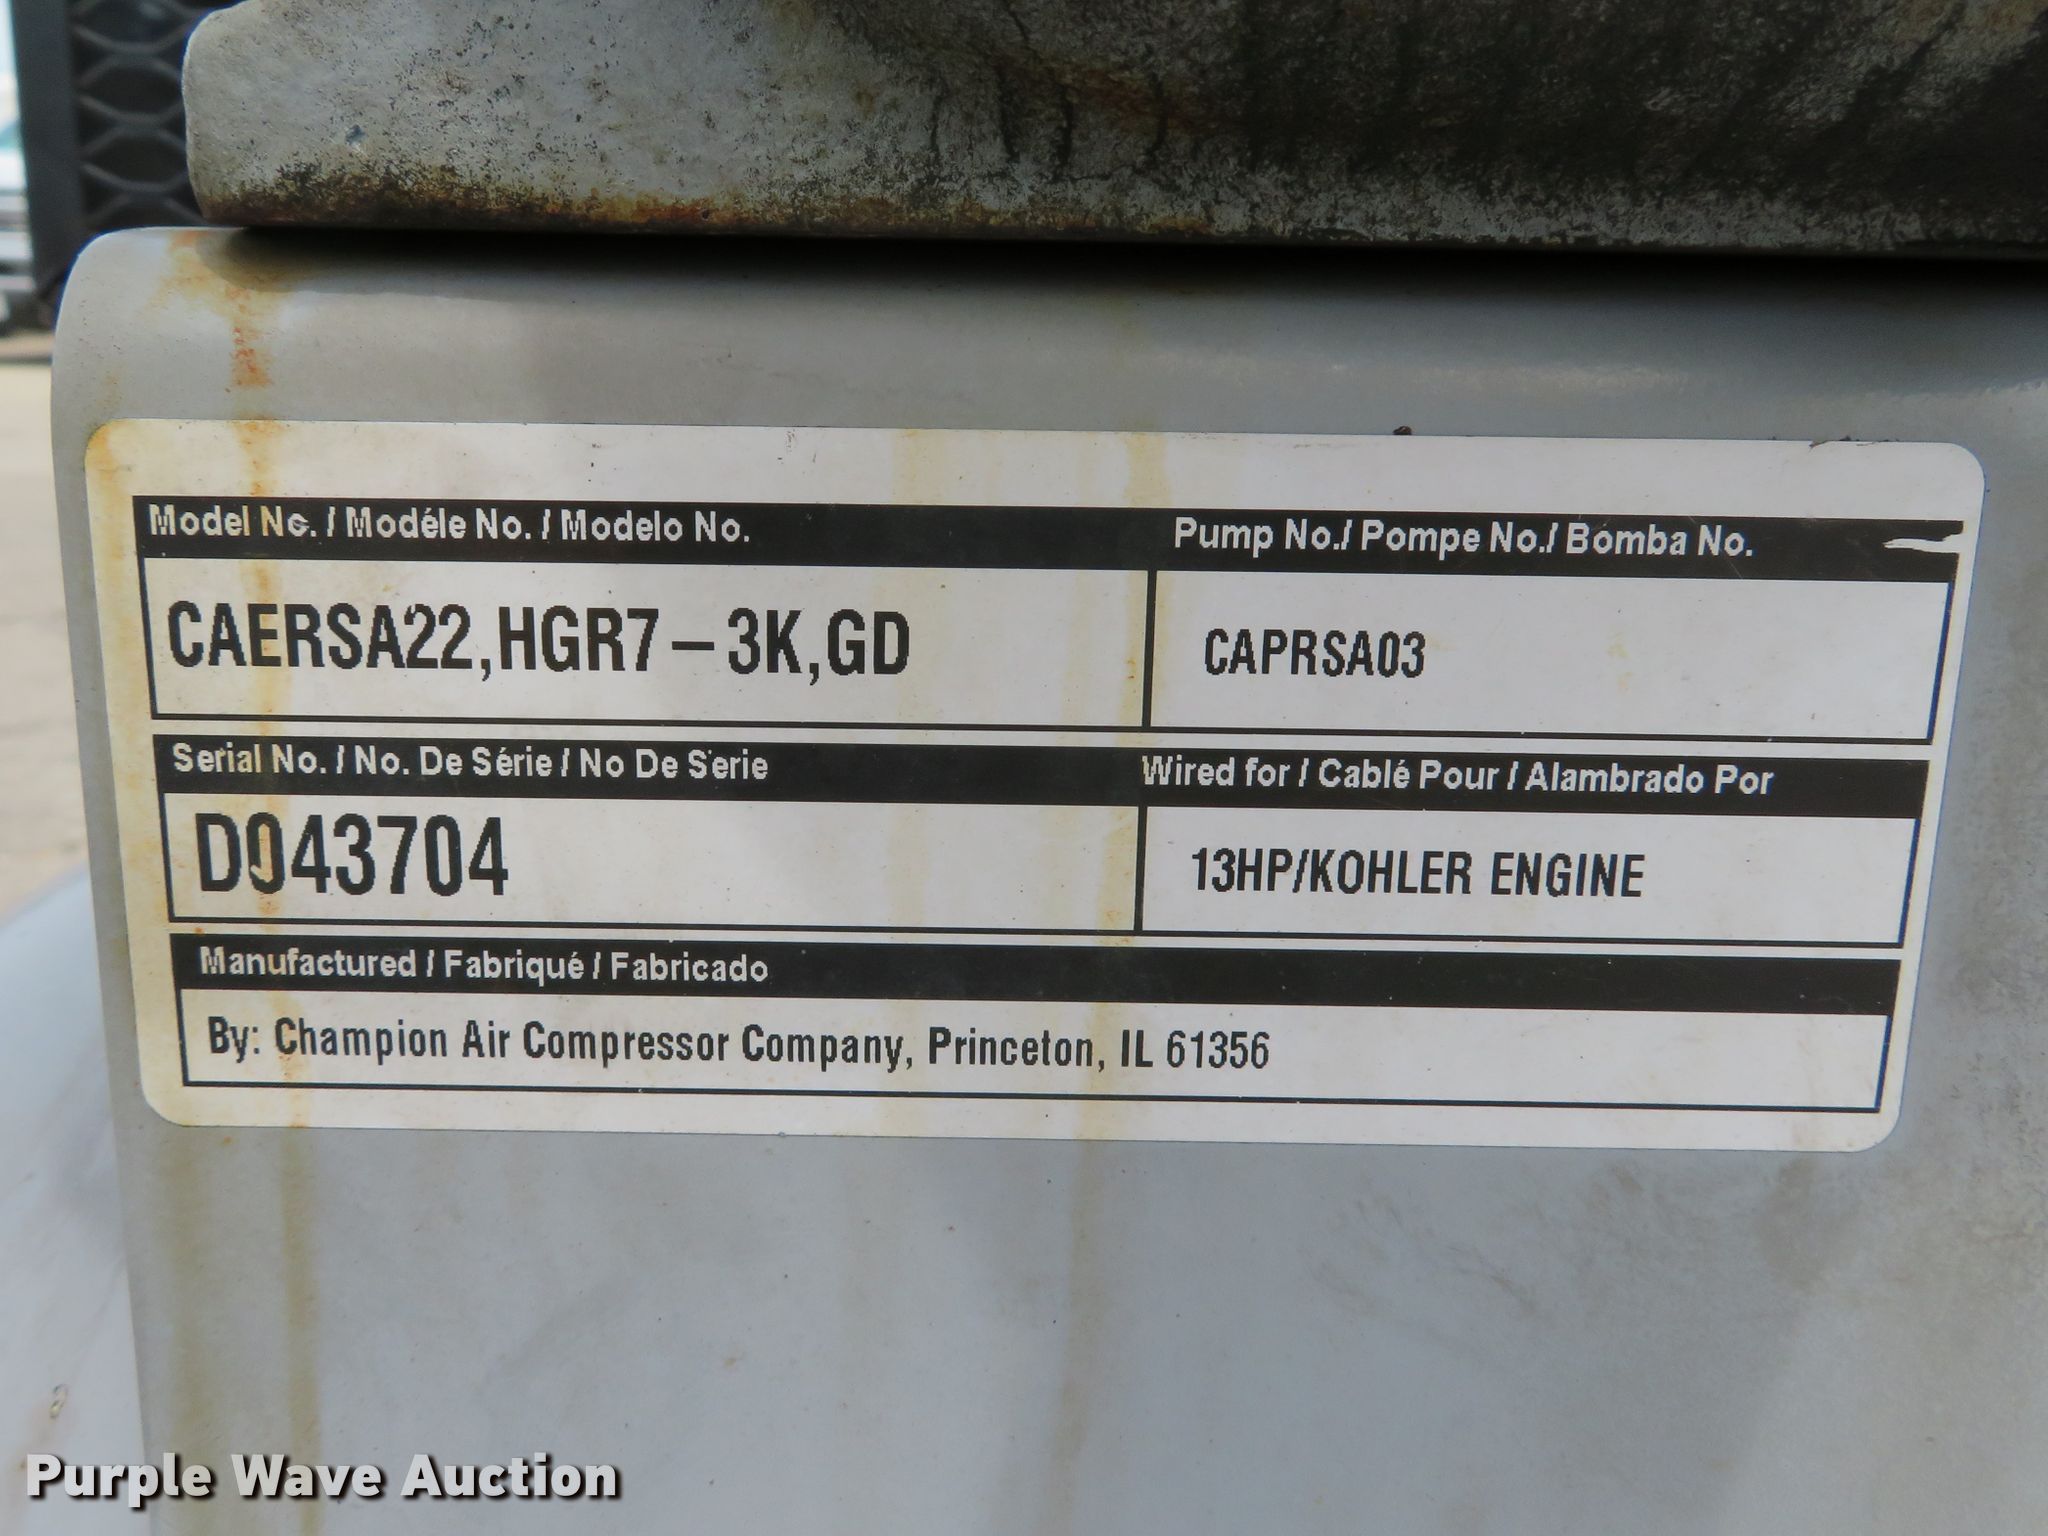 Model No. / Modéle No. / Modelo No.
Pump No./ Pompe No./ Bomba No.
CAERSA22,HGR7-3K,GD
CAPRSA03
Serial No. / No. De Série / No De Serie
Wired for / Cablé Pour / Alambrado Por
D043704
13HP/KOHLER ENGINE
Manufactured / Fabriqué / Fabricado
By: Champion Air Compressor Company, Princeton, IL 61356
Purple Wave Auction